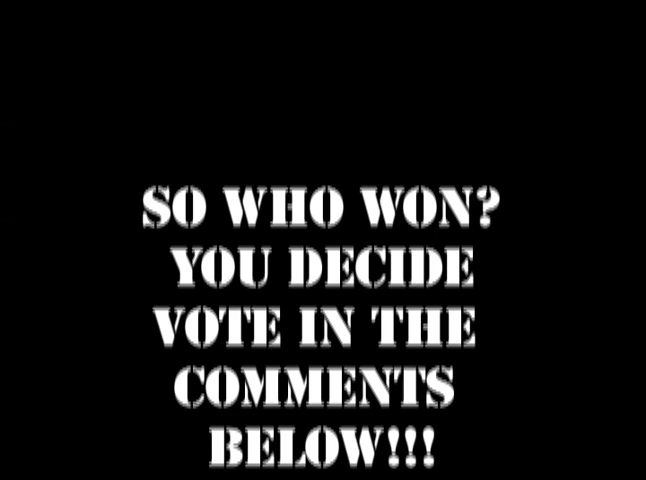 SO WHO WON?
YOU DECIDE
VOTE IN THE
COMMENTS
BELOW!!!